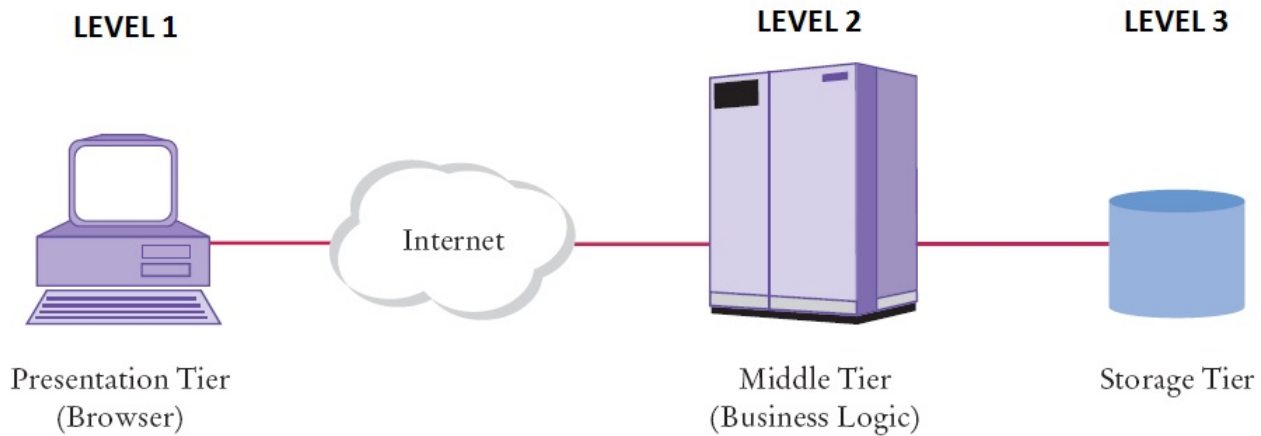 LEVEL 1
LEVEL 2
LEVEL 3
Internet
Presentation Tier
(Browser)
Middle Tier
(Business Logic)
Storage Tier